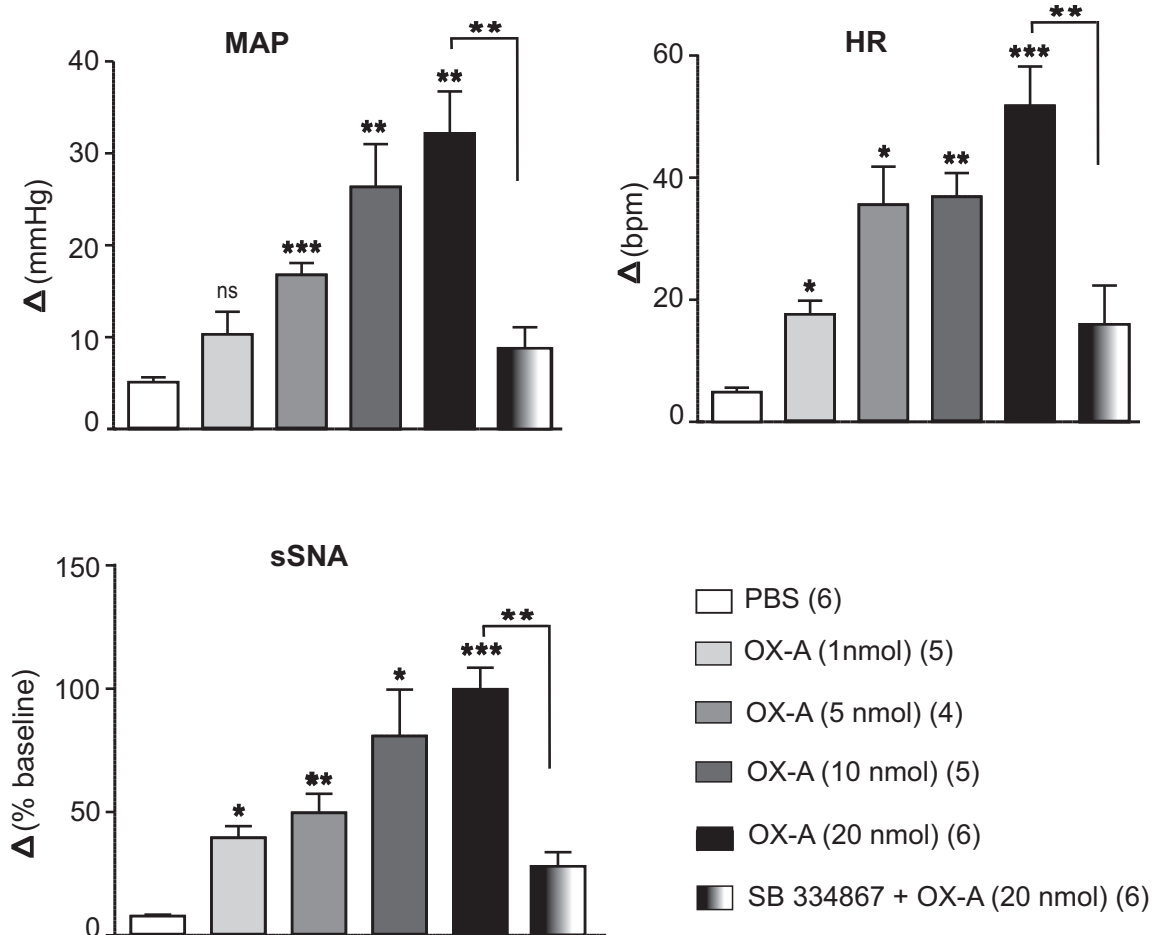 MAP
**
40
**
**
30
Δ (mmHg)
20
***
ns
10
0
HR
**
60
***
*
**
40
Δ (bpm)
*
20
0
sSNA
150
**
***
*
100
Δ (% baseline)
**
*
50
0
PBS (6)
OX-A (1nmol) (5)
OX-A (5 nmol) (4)
OX-A (10 nmol) (5)
OX-A (20 nmol) (6)
SB 334867 + OX-A (20 nmol) (6)